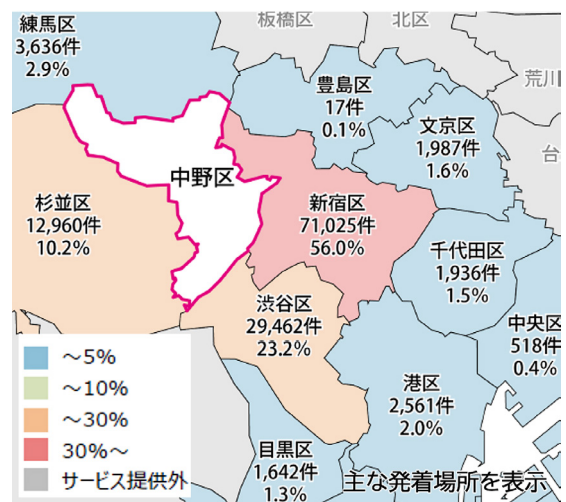 板橋区
北区
練馬区
3,636件
2.9%
荒川
豊島区
17件
0.1%
文京区
1,987件
1.6%
台
中野区
杉並区
12,960件
10.2%
新宿区
71,025件
56.0%
千代田区
1,936件
1.5%
渋谷区
29,462件
23.2%
中央区
518件
0.4%
港区
2,561件
2.0%
目黒区
1,642件
1.3%
～5%
～10%
～30%
30%～
サービス提供外
主な発着場所を表示